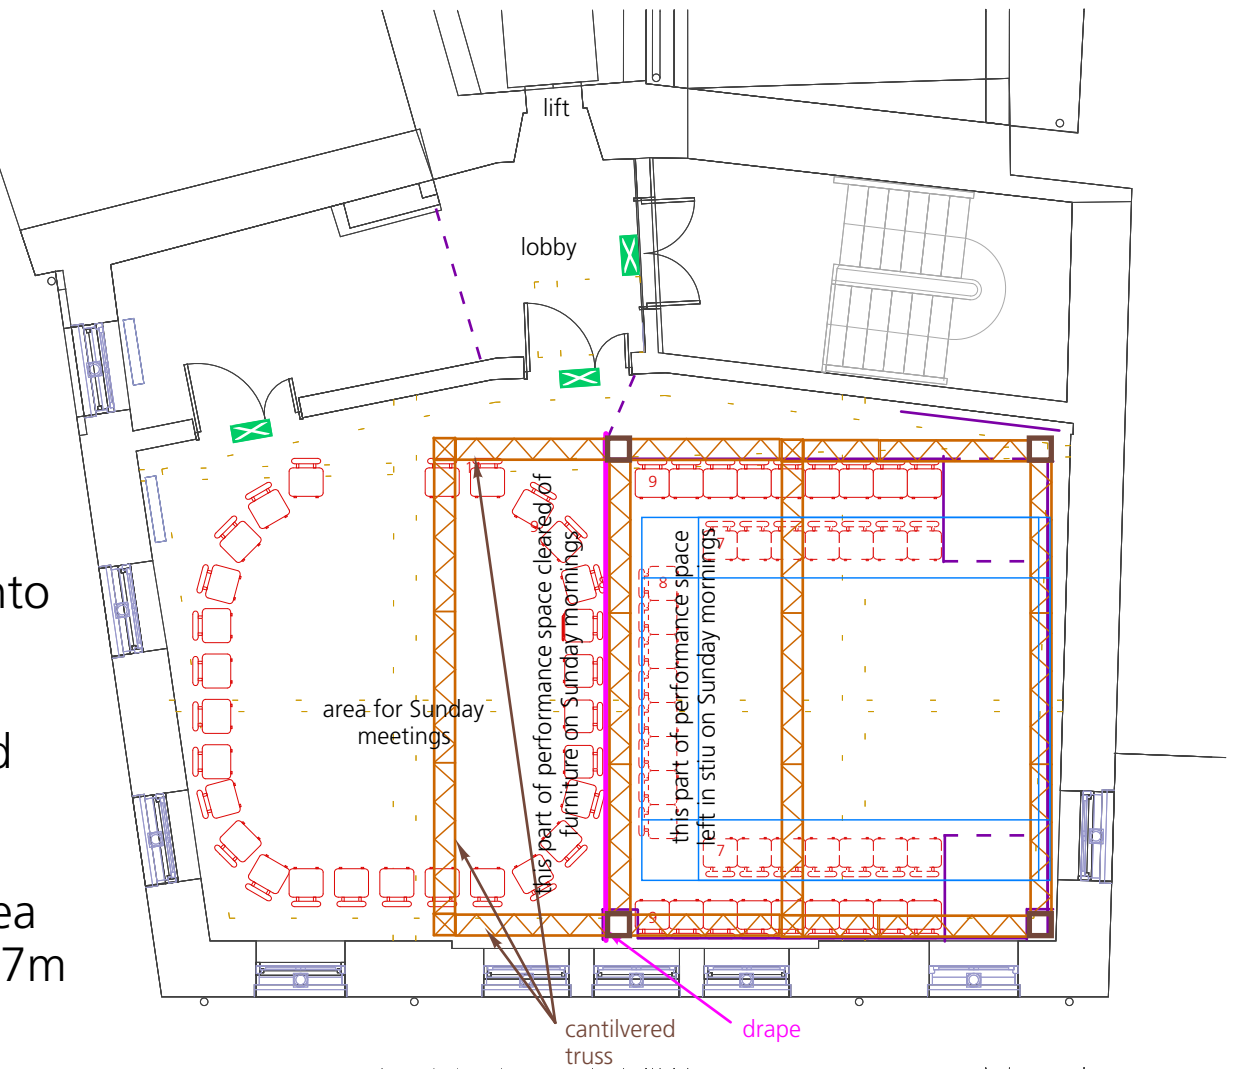 lift
lobby
9
7
8
this part of performance space cleared of
furniture on Sunday mornings
this part of performance space
left in stiu on Sunday mornings
nto
area for Sunday
meetings
d
7
ea
9
7m
cantilvered
truss
drape